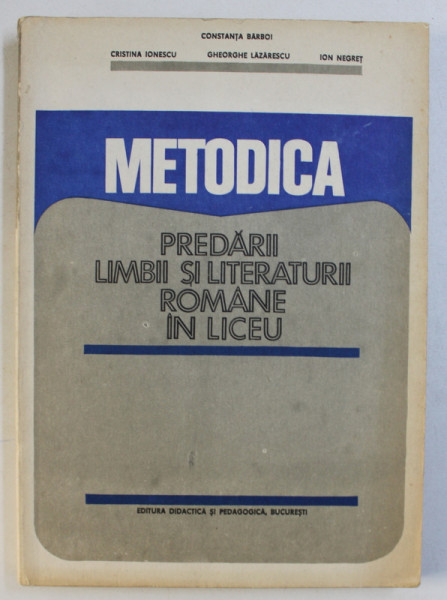 CONSTANȚA BĂRBOI
CRISTINA IONESCU GHEORGHE LĂZĂRESCU ION NEGREȚ
METODICA
PREDĂRII
LIMBII ȘI LITERATURII
ROMÂNE
ÎN LICEU
EDITURA DIDACTICĂ ȘI PEDAGOGICĂ, BUCUREȘTI